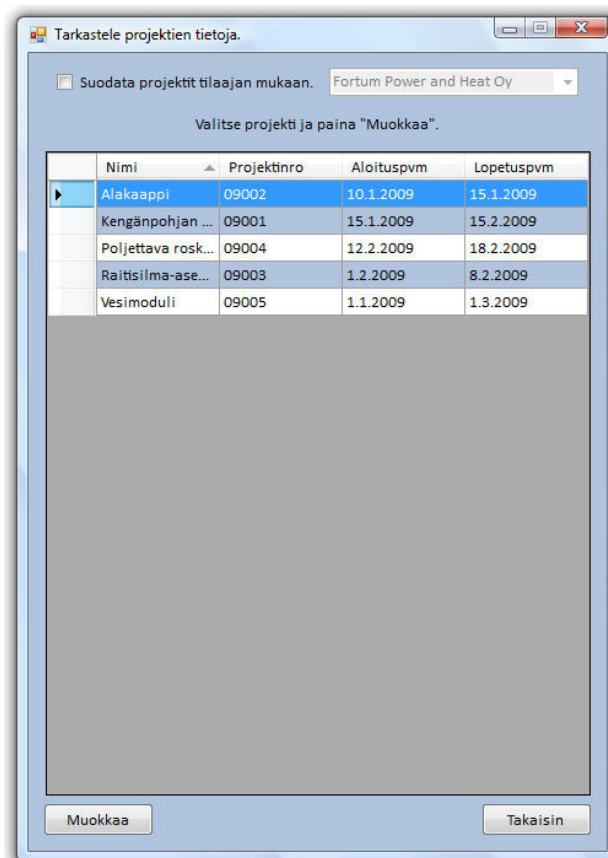 Tarkastele projektien tietoja.
Suodata projektit tilaajan mukaan. Fortum Power and Heat Oy
Valitse projekti ja paina "Muokkaa".
Nimi Projektinro Aloituspvm Lopetuspvm
Alakaappi 09002 10.1.2009 15.1.2009
Kengänpohjan ... 09001 15.1.2009 15.2.2009
Poljettava rosk... 09004 12.2.2009 18.2.2009
Raitisilma-ase... 09003 1.2.2009 8.2.2009
Vesimoduli 09005 1.1.2009 1.3.2009
Muokkaa Takaisin